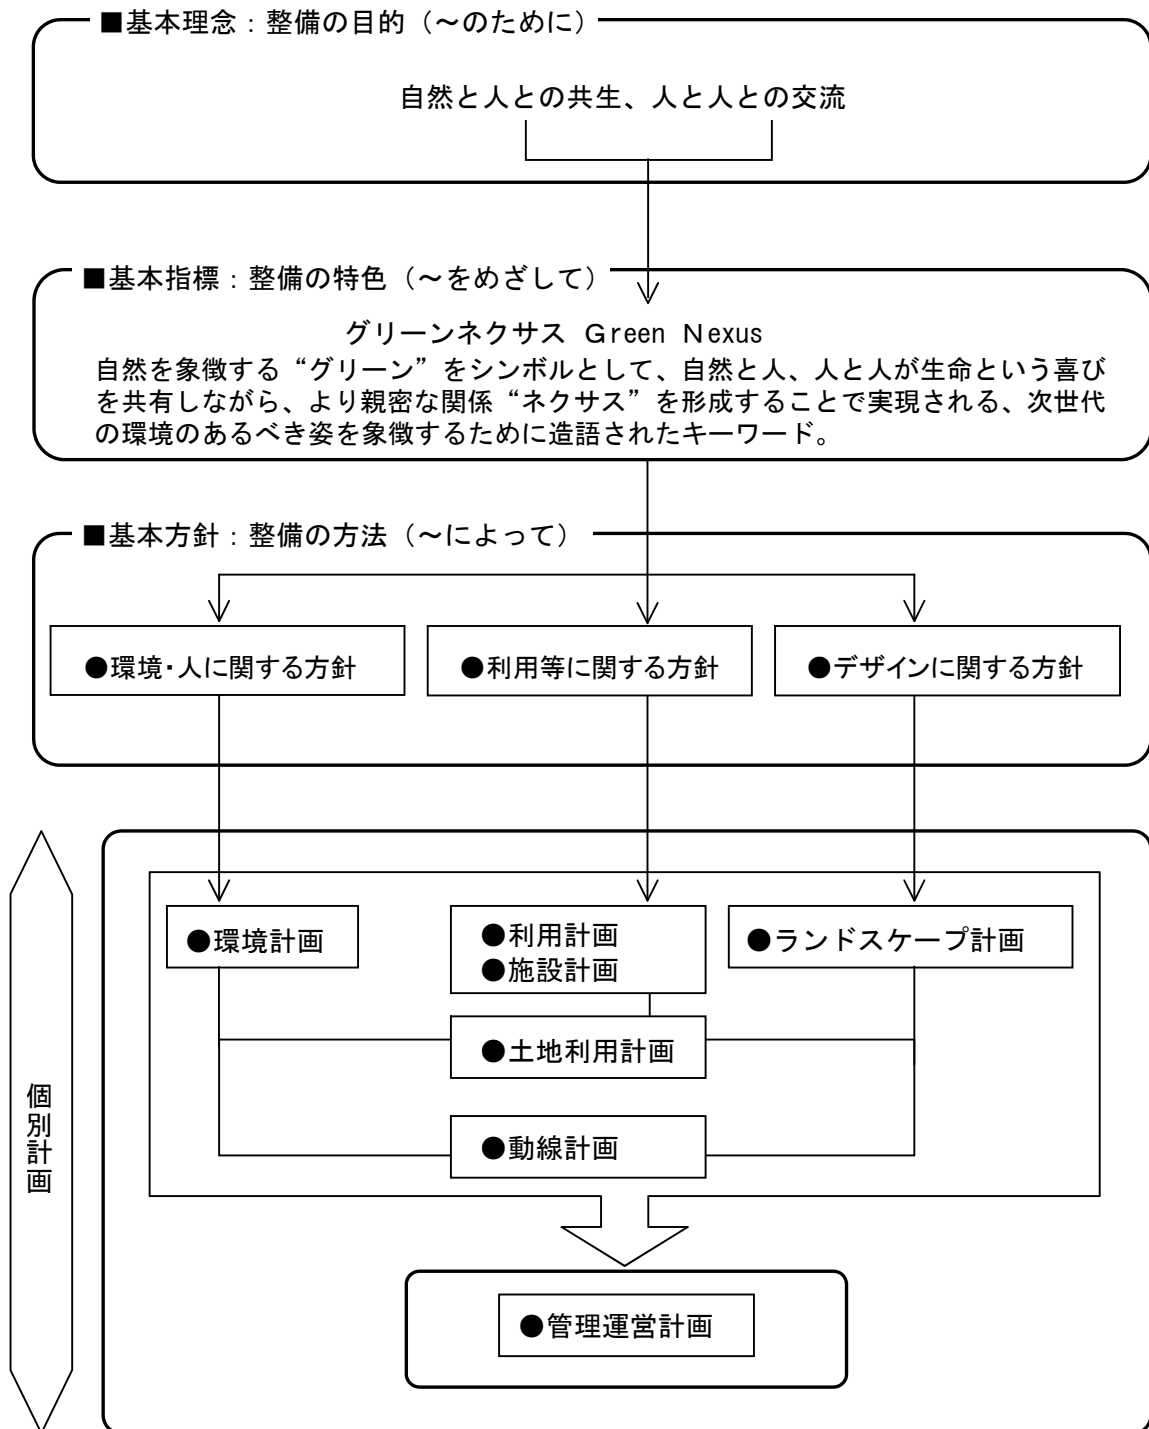 ■基本理念：整備の目的（～のために）
自然と人との共生、人と人との交流
■基本指標：整備の特色（～をめざして）
グリーンネクサス Green Nexus
自然を象徴する“グリーン”をシンボルとして、自然と人、人と人が生命という喜び
を共有しながら、より親密な関係“ネクサス”を形成することで実現される、次世代
の環境のあるべき姿を象徴するために造語されたキーワード。
■基本方針：整備の方法（～によって）
●環境・人に関する方針
●利用等に関する方針
●デザインに関する方針
●環境計画
●利用計画
●施設計画
●ランドスケープ計画
●土地利用計画
●動線計画
個別計画
●管理運営計画